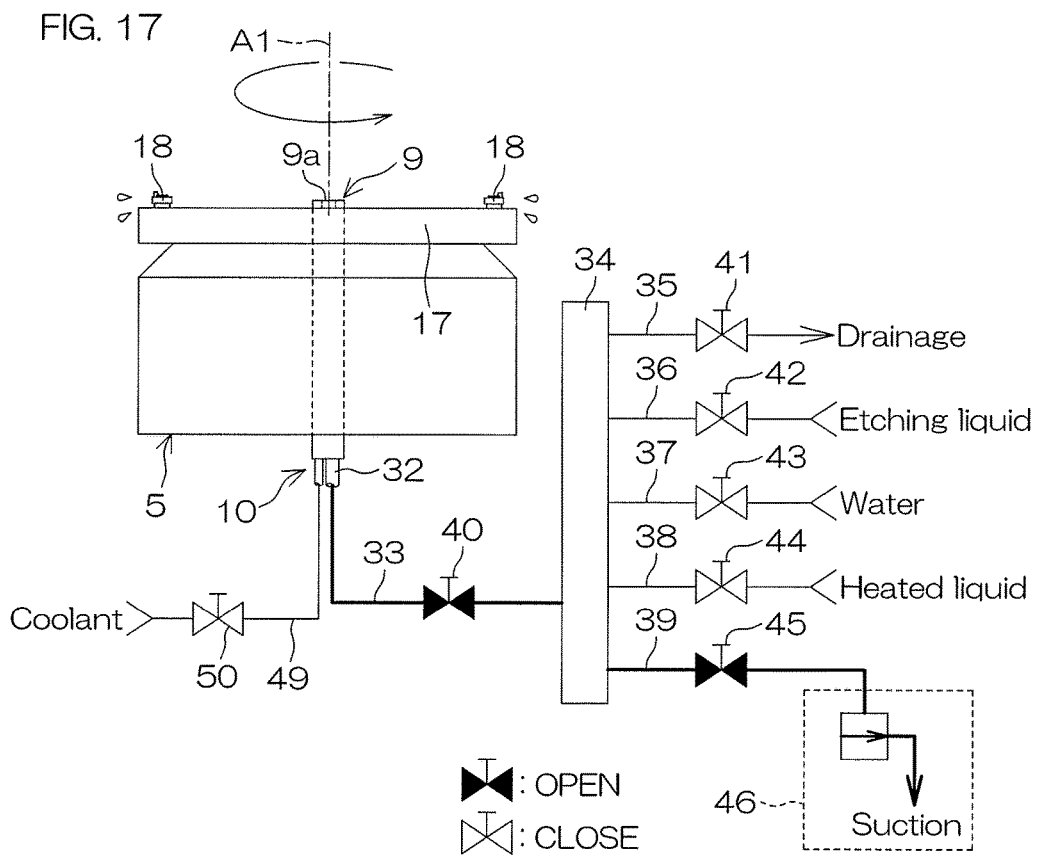 FIG. 17
A1
18
9a
9
18
17
34
35
41
Drainage
36
42
Etching liquid
5
10
32
37
43
Water
33
40
38
44
Heated liquid
Coolant
50
49
39
45
46
Suction
: OPEN
: CLOSE